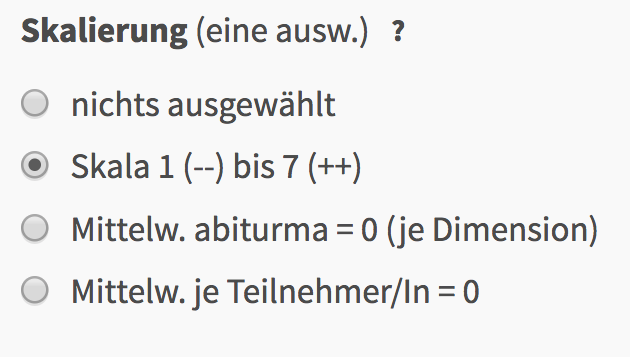 Skalierung (eine ausw.) ?
nichts ausgewählt
Skala 1 (--) bis 7 (++)
Mittelw. abiturma = 0 (je Dimension)
Mittelw. je Teilnehmer/In = 0